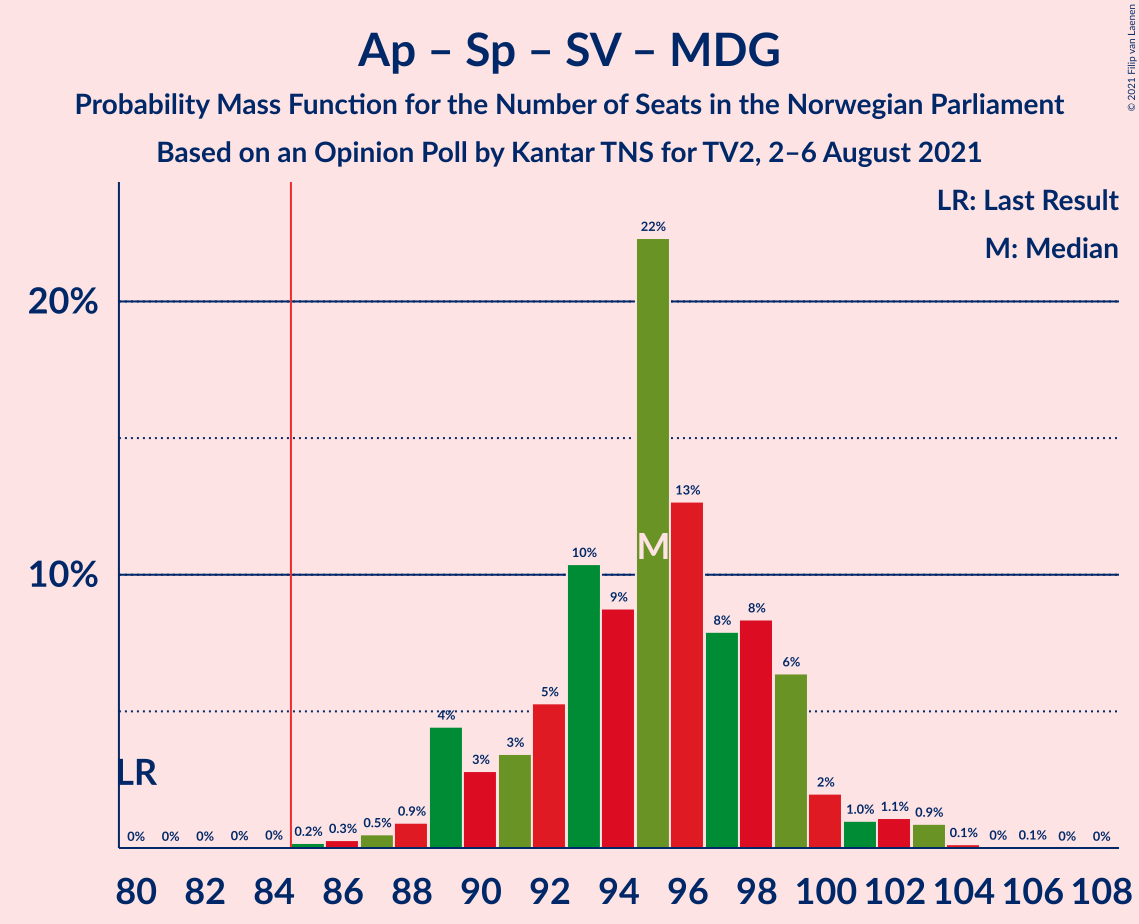 © 2021 Filip van Laenen
Ap – Sp – SV – MDG
Probability Mass Function for the Number of Seats in the Norwegian Parliament
Based on an Opinion Poll by Kantar TNS for TV2, 2–6 August 2021
LR: Last Result
M: Median
20%
10%
LR
M
0% 0% 0% 0% 0% 0.2% 0.3% 0.5% 0.9% 4% 3% 3% 5% 10% 9% 22% 13% 8% 8% 6% 2% 1.0% 1.1% 0.9% 0.1% 0% 0.1% 0% 0%
80 82 84 86 88 90 92 94 96 98 100 102 104 106 108